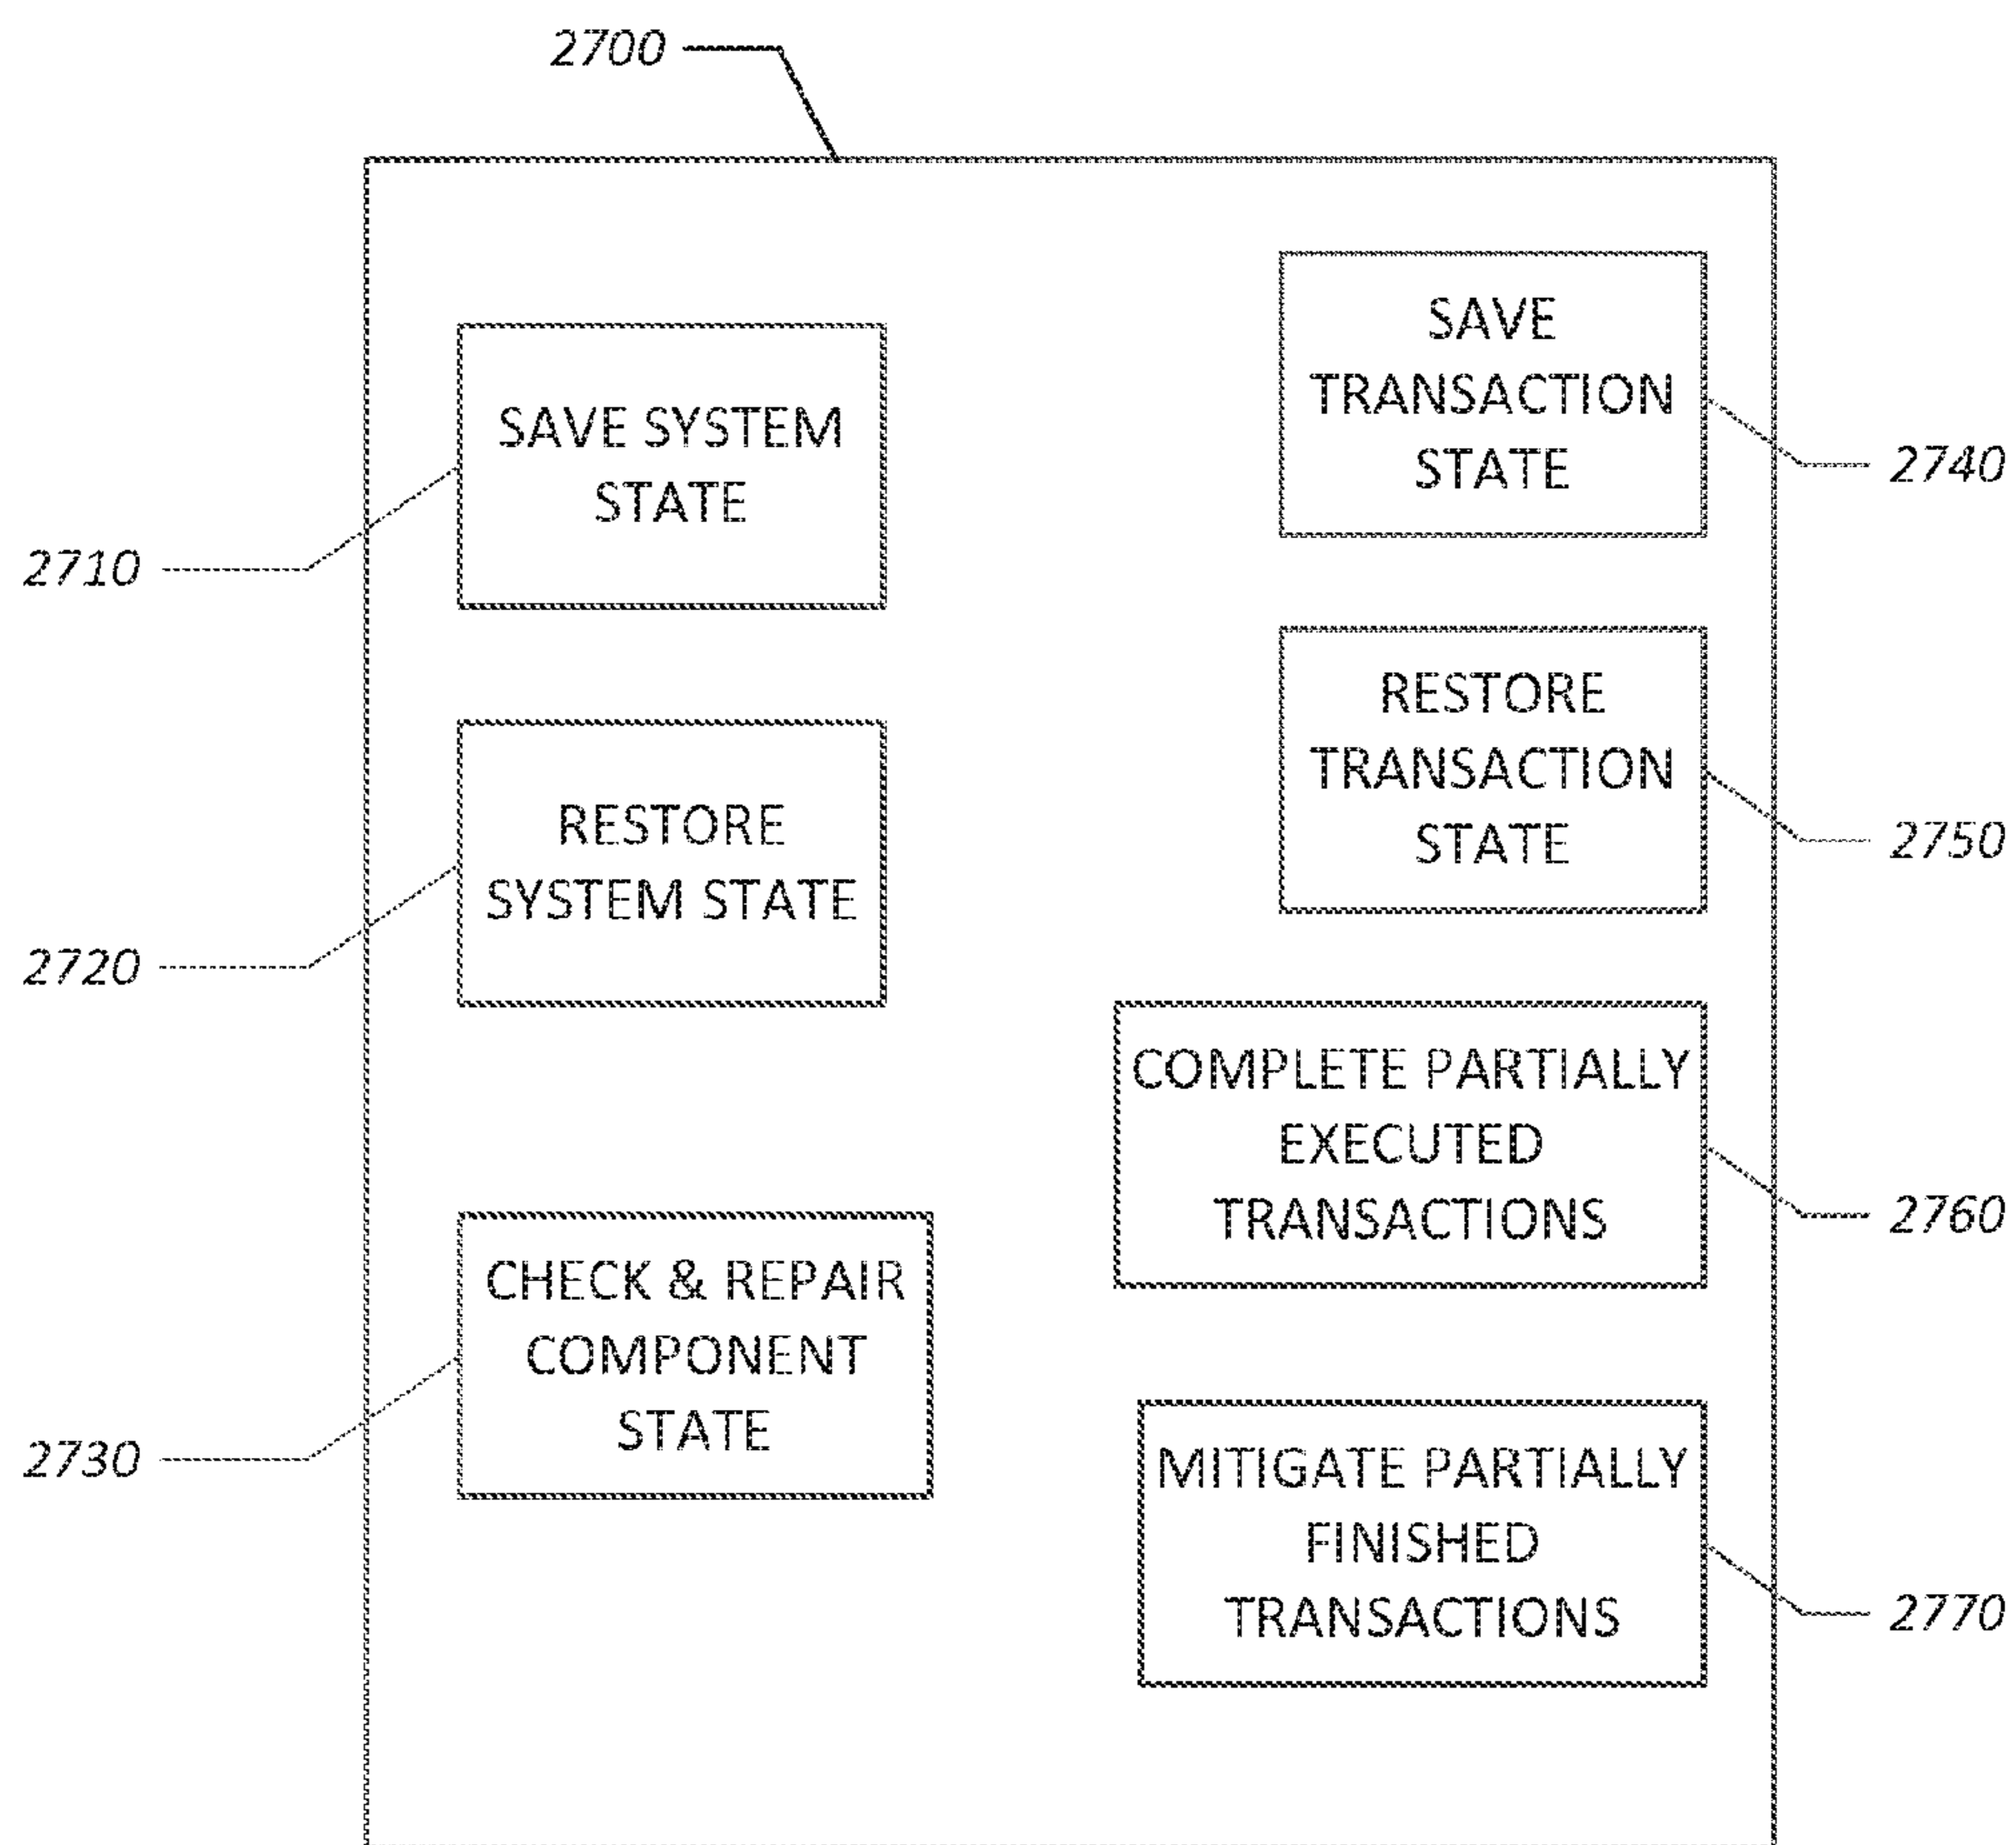 2700
SAVE SYSTEM
STATE
2710
RESTORE
SYSTEM STATE
2720
CHECK & REPAIR
COMPONENT
STATE
2730
SAVE
TRANSACTION
STATE
2740
RESTORE
TRANSACTION
STATE
2750
COMPLETE PARTIALLY
EXECUTED
TRANSACTIONS
2760
MITIGATE PARTIALLY
FINISHED
TRANSACTIONS
2770